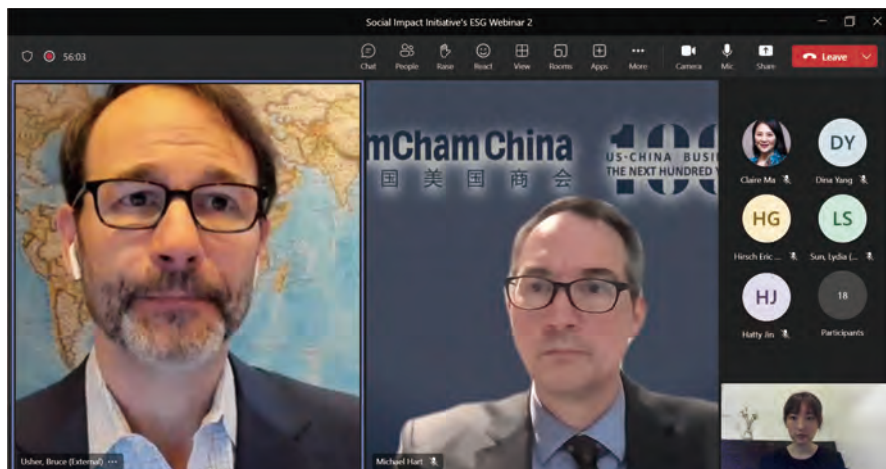 Social Impact Initiative's ESG Webinar 2
56:03
Chat People Raise React View Rooms Apps More Camera Mic Share Leave
mCham China
国美国商会
100
US-CHINA BUSI
THE NEXT HUNDRED Y
Claire Ma
DY
Dina Yang
HG
Hirsch Eric ...
LS
Sun, Lydia (...
HJ
Hatty Jin
18
Participants
Usher, Bruce (External) •••
Michael Hart